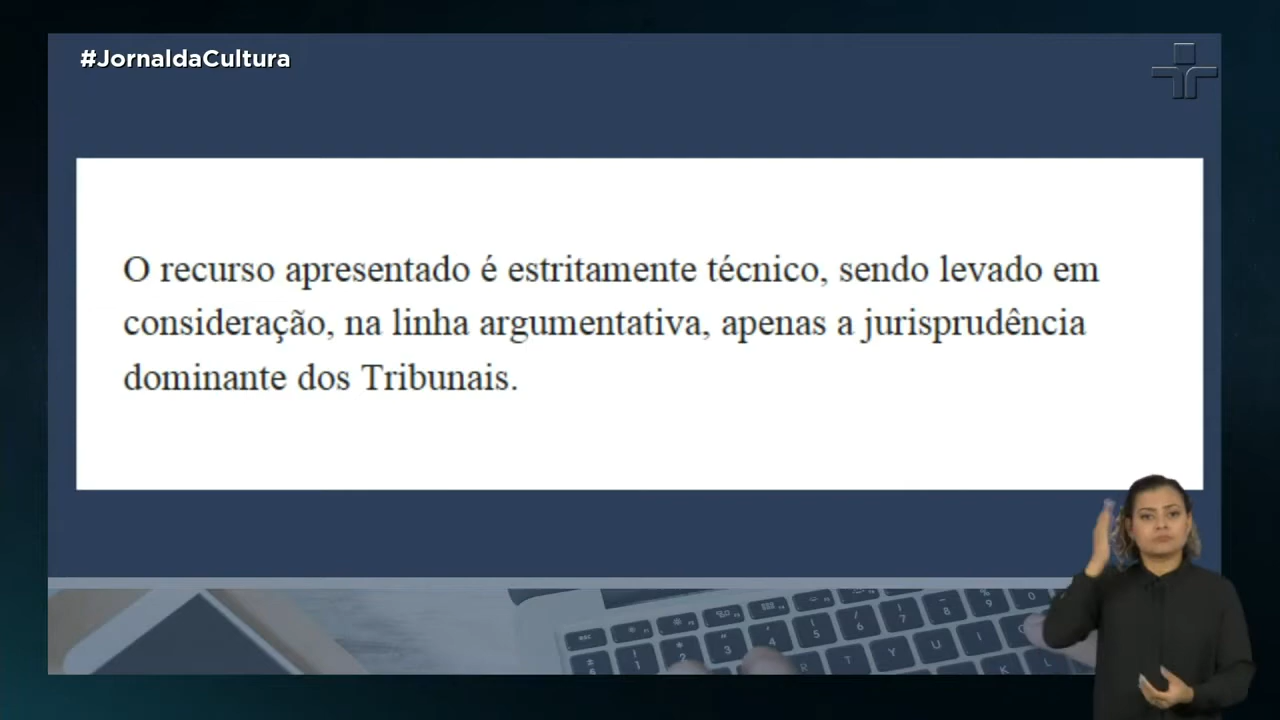 #JornaldaCultura
O recurso apresentado é estritamente técnico, sendo levado em
consideração, na linha argumentativa, apenas a jurisprudência
dominante dos Tribunais.